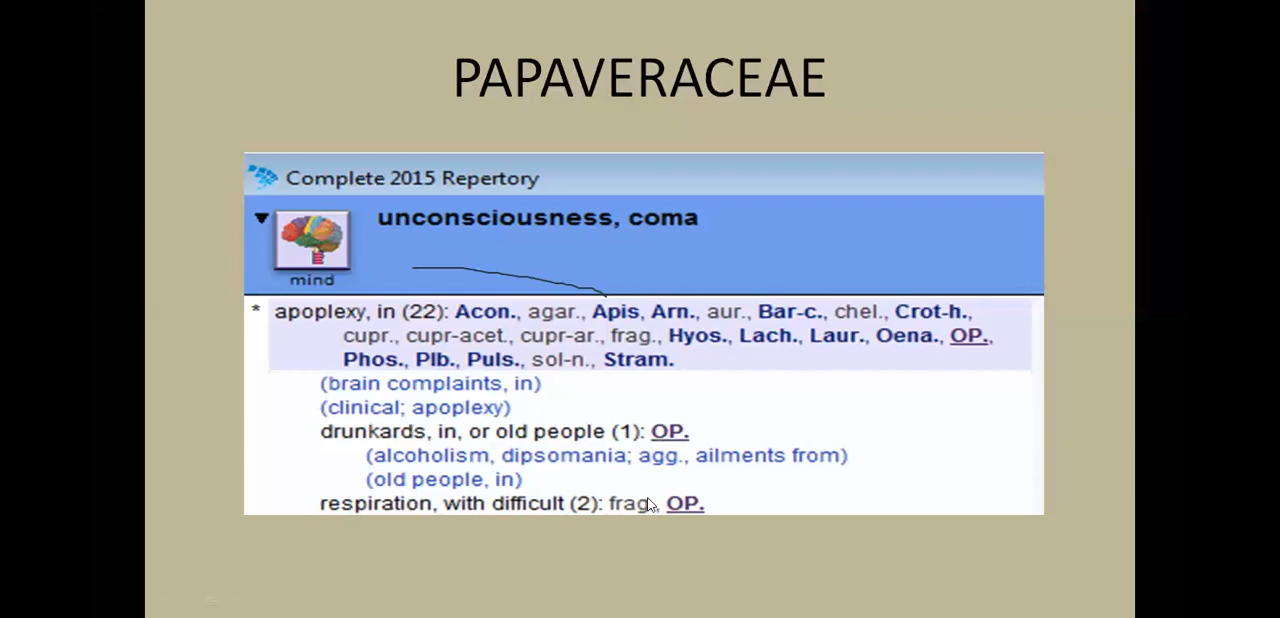 PAPAVERACEAE
Complete 2015 Repertory
unconsciousness, coma
mind
* apoplexy, in (22): Acon., agar., Apis, Arn., aur., Bar-c., chel., Crot-h.,
cupr., cupr-acet., cupr-ar., frag., Hyos., Lach., Laur., Oena., OP.,
Phos., Plb., Puls., sol-n., Stram.
(brain complaints, in)
(clinical; apoplexy)
drunkards, in, or old people (1): OP.
(alcoholism, dipsomania; agg., ailments from)
(old people, in)
respiration, with difficult (2): frag., OP.